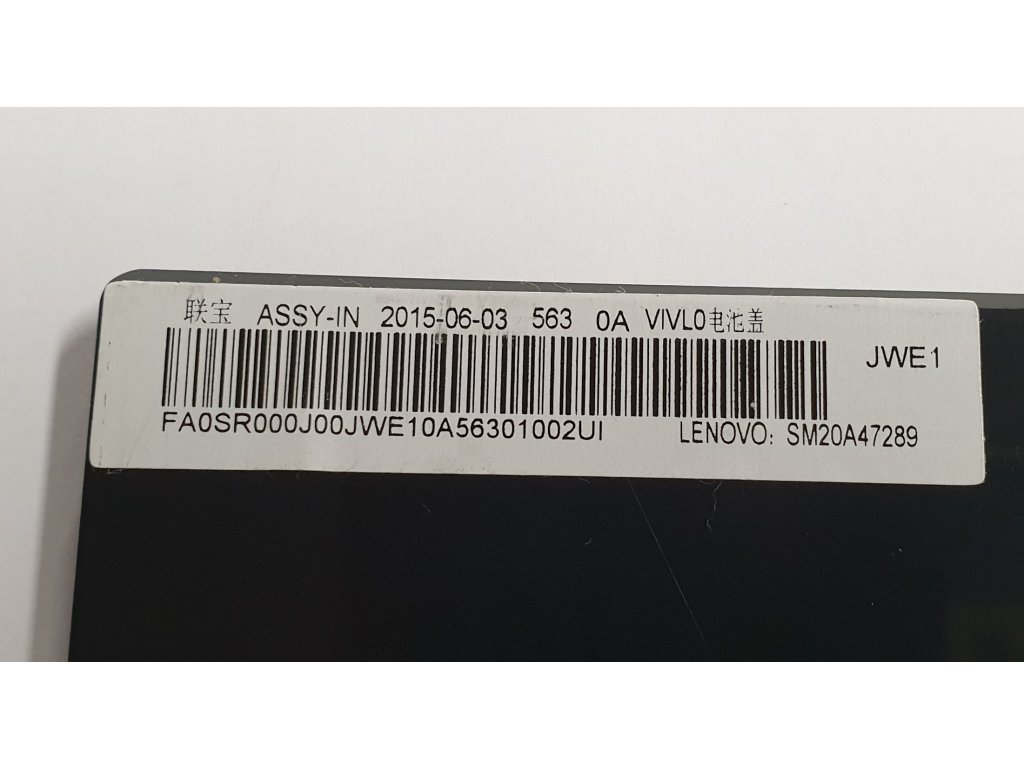 联宝 ASSY-IN 2015-06-03 563 0A VIVL0电池盖
JWE1
FA0SR000J00JWE10A56301002UI
LENOVO: SM20A47289